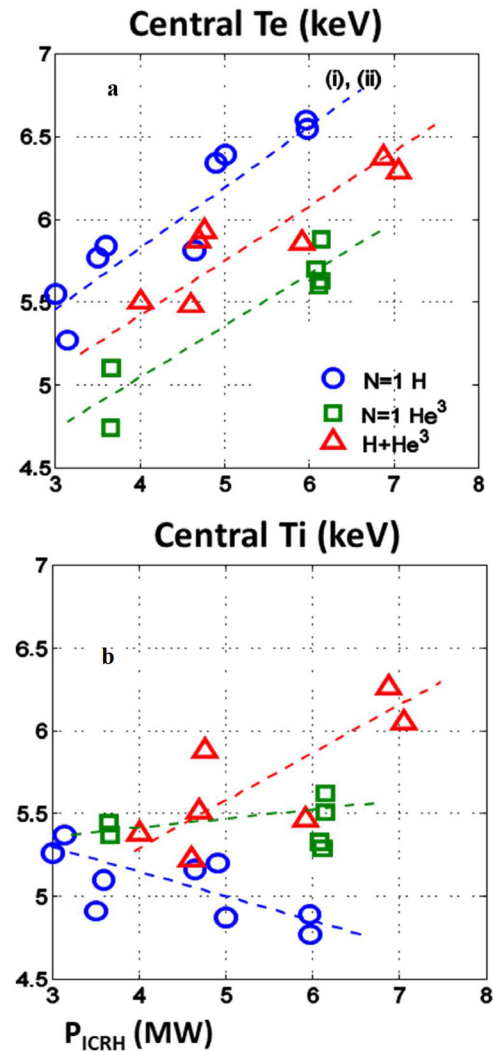 Central Te (keV)
7
a
(i), (ii)
6.5
6
5.5
N=1 H
5
N=1 He³
H+He³
4.5
3 4 5 6 7 8
Central Ti (keV)
7
b
6.5
6
5.5
5
4.5
3 4 5 6 7 8
P_ICRH (MW)